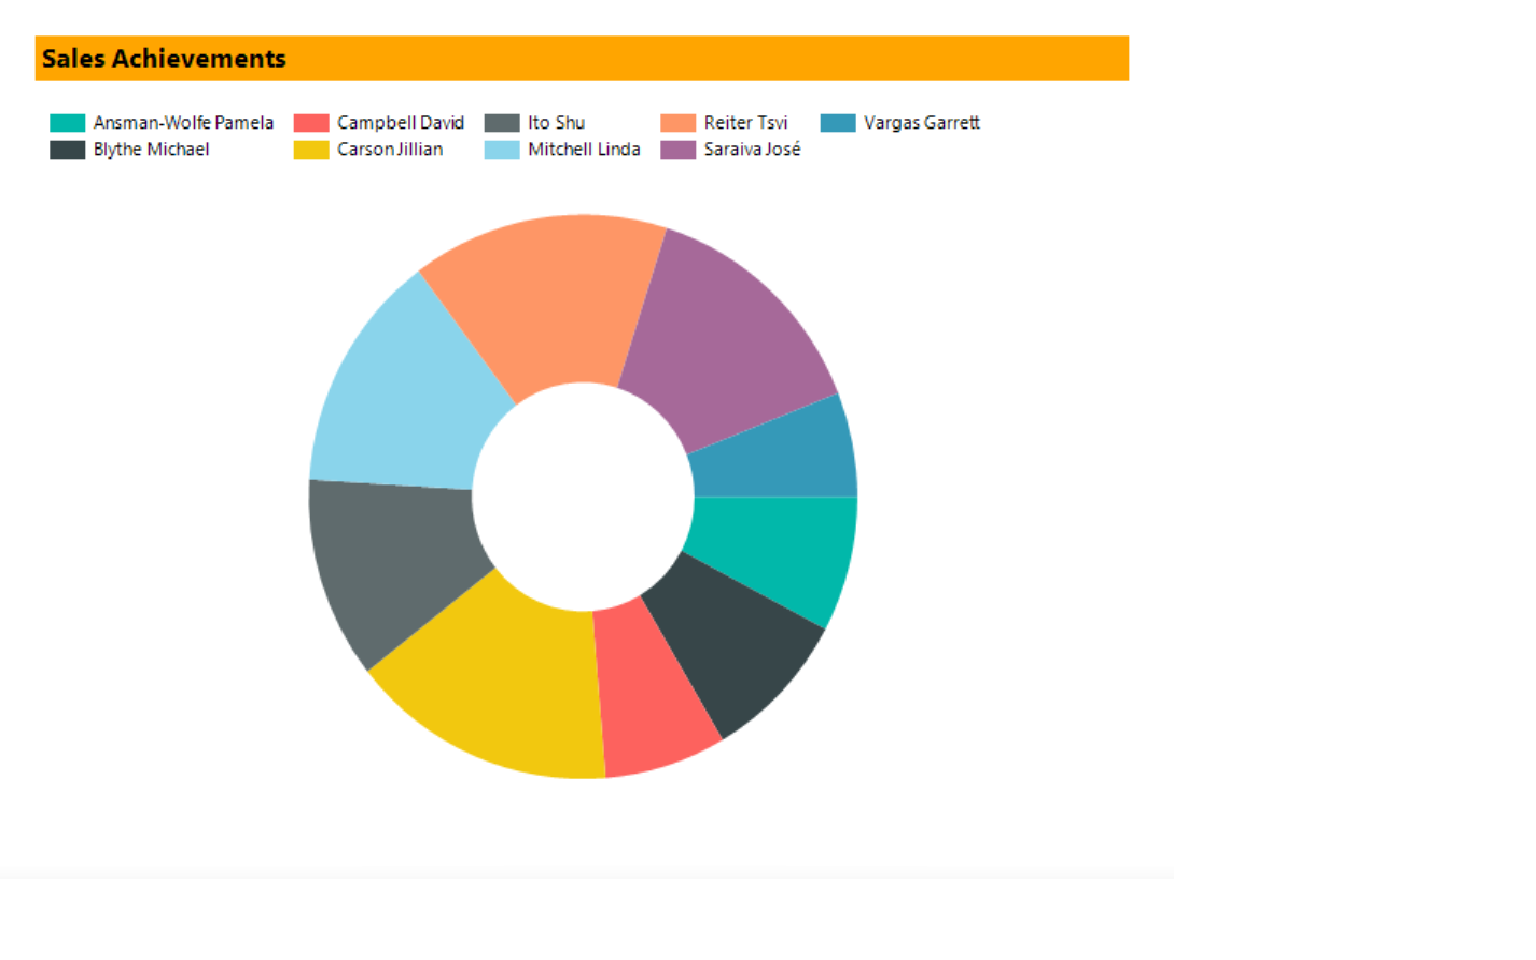 Sales Achievements
Ansman-Wolfe Pamela Campbell David Ito Shu Reiter Tsvi Vargas Garrett
Blythe Michael Carson Jillian Mitchell Linda Saraiva José